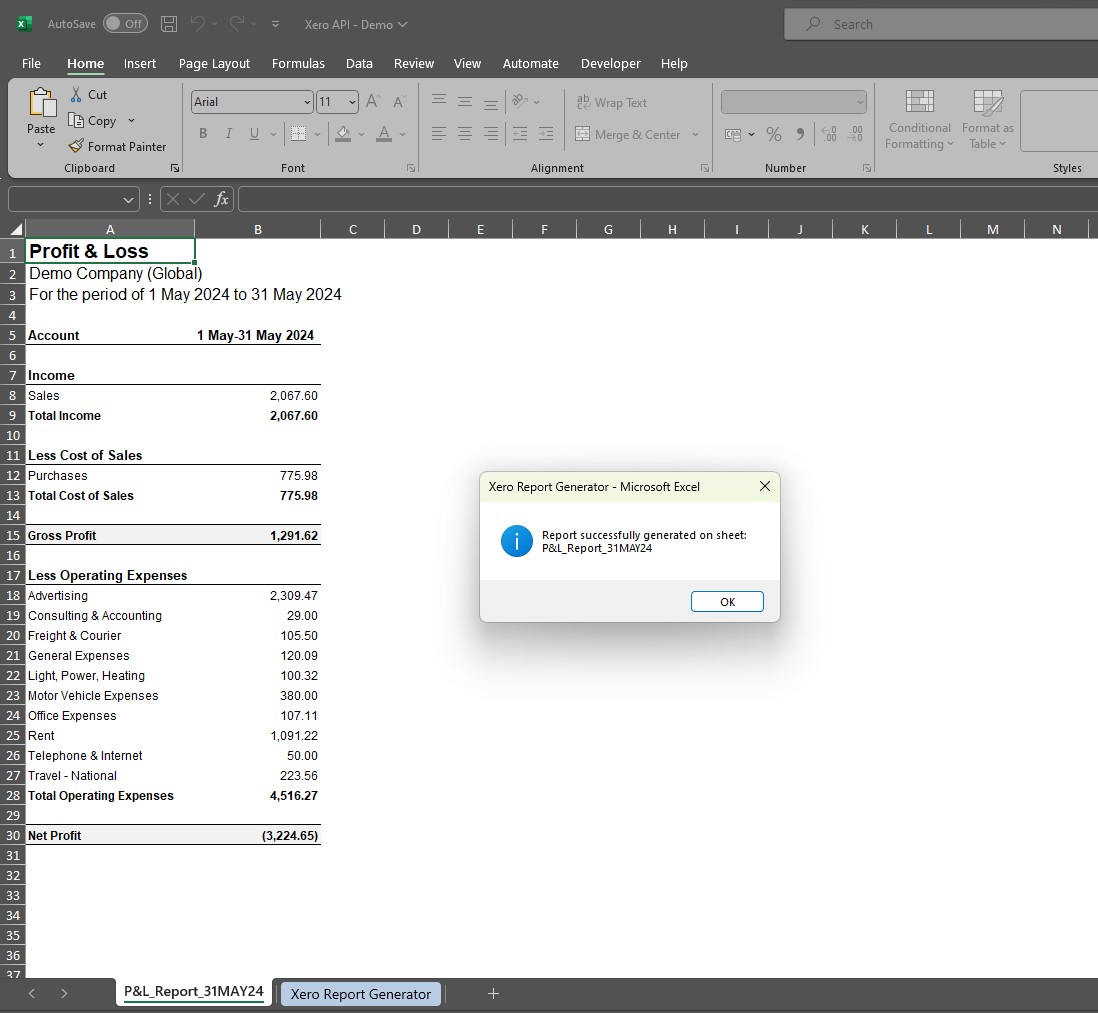 AutoSave Off Xero API - Demo Search
File Home Insert Page Layout Formulas Data Review View Automate Developer Help
Paste Cut Copy Format Painter
Clipboard
Arial 11 A A
B I U A
Font
Wrap Text
Merge & Center
Alignment
% 9 .00 .00
Number
Conditional Formatting
Format as Table
Styles
fx
A B C D E F G H I J K L M N
1 Profit & Loss
2 Demo Company (Global)
3 For the period of 1 May 2024 to 31 May 2024
4
5 Account 1 May-31 May 2024
6
7 Income
8 Sales 2,067.60
9 Total Income 2,067.60
10
11 Less Cost of Sales
12 Purchases 775.98
13 Total Cost of Sales 775.98
14
15 Gross Profit 1,291.62
16
17 Less Operating Expenses
18 Advertising 2,309.47
19 Consulting & Accounting 29.00
20 Freight & Courier 105.50
21 General Expenses 120.09
22 Light, Power, Heating 100.32
23 Motor Vehicle Expenses 380.00
24 Office Expenses 107.11
25 Rent 1,091.22
26 Telephone & Internet 50.00
27 Travel - National 223.56
28 Total Operating Expenses 4,516.27
29
30 Net Profit (3,224.65)
31
32
33
34
35
36
37
Xero Report Generator - Microsoft Excel
Report successfully generated on sheet:
P&L_Report_31MAY24
OK
P&L_Report_31MAY24 Xero Report Generator